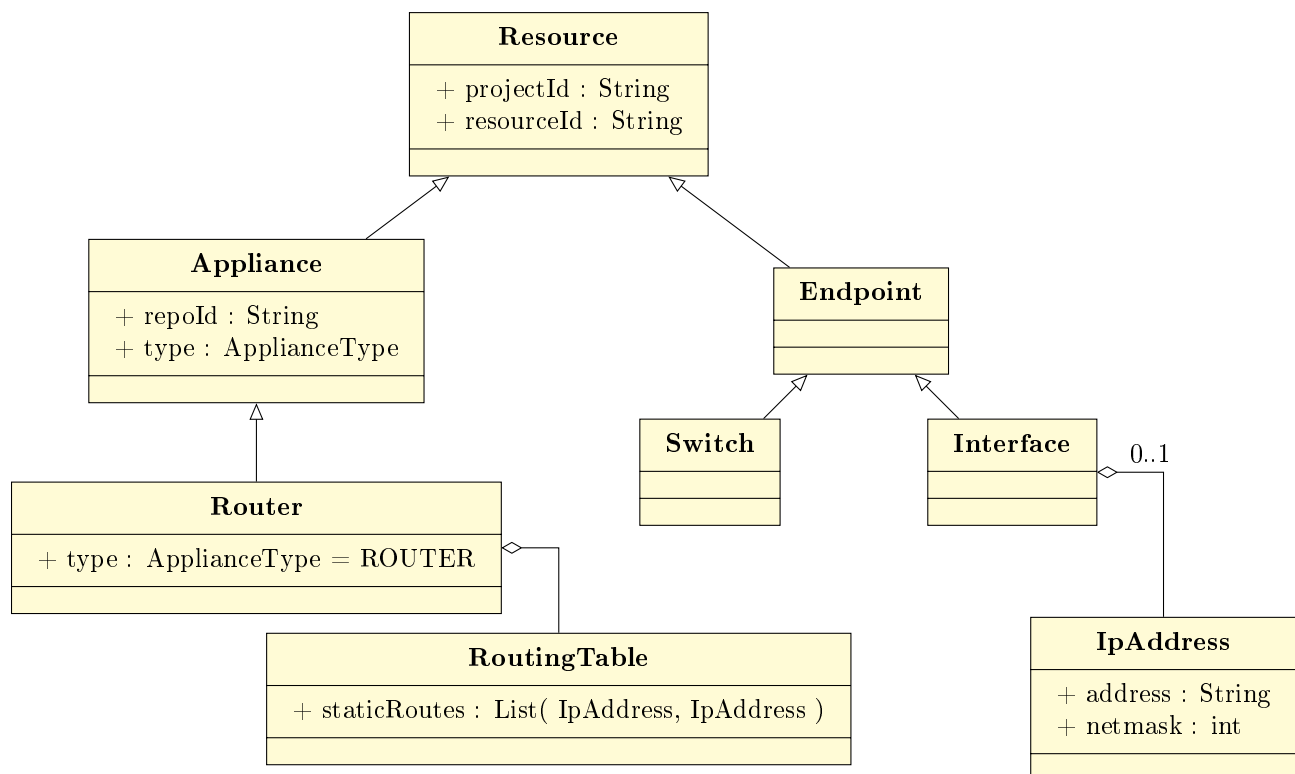 Resource
+ projectId : String
+ resourceId : String
Appliance
+ repoId : String
+ type : ApplianceType
Endpoint
Switch
Interface
0..1
Router
+ type : ApplianceType = ROUTER
RoutingTable
+ staticRoutes : List( IpAddress, IpAddress )
IpAddress
+ address : String
+ netmask : int